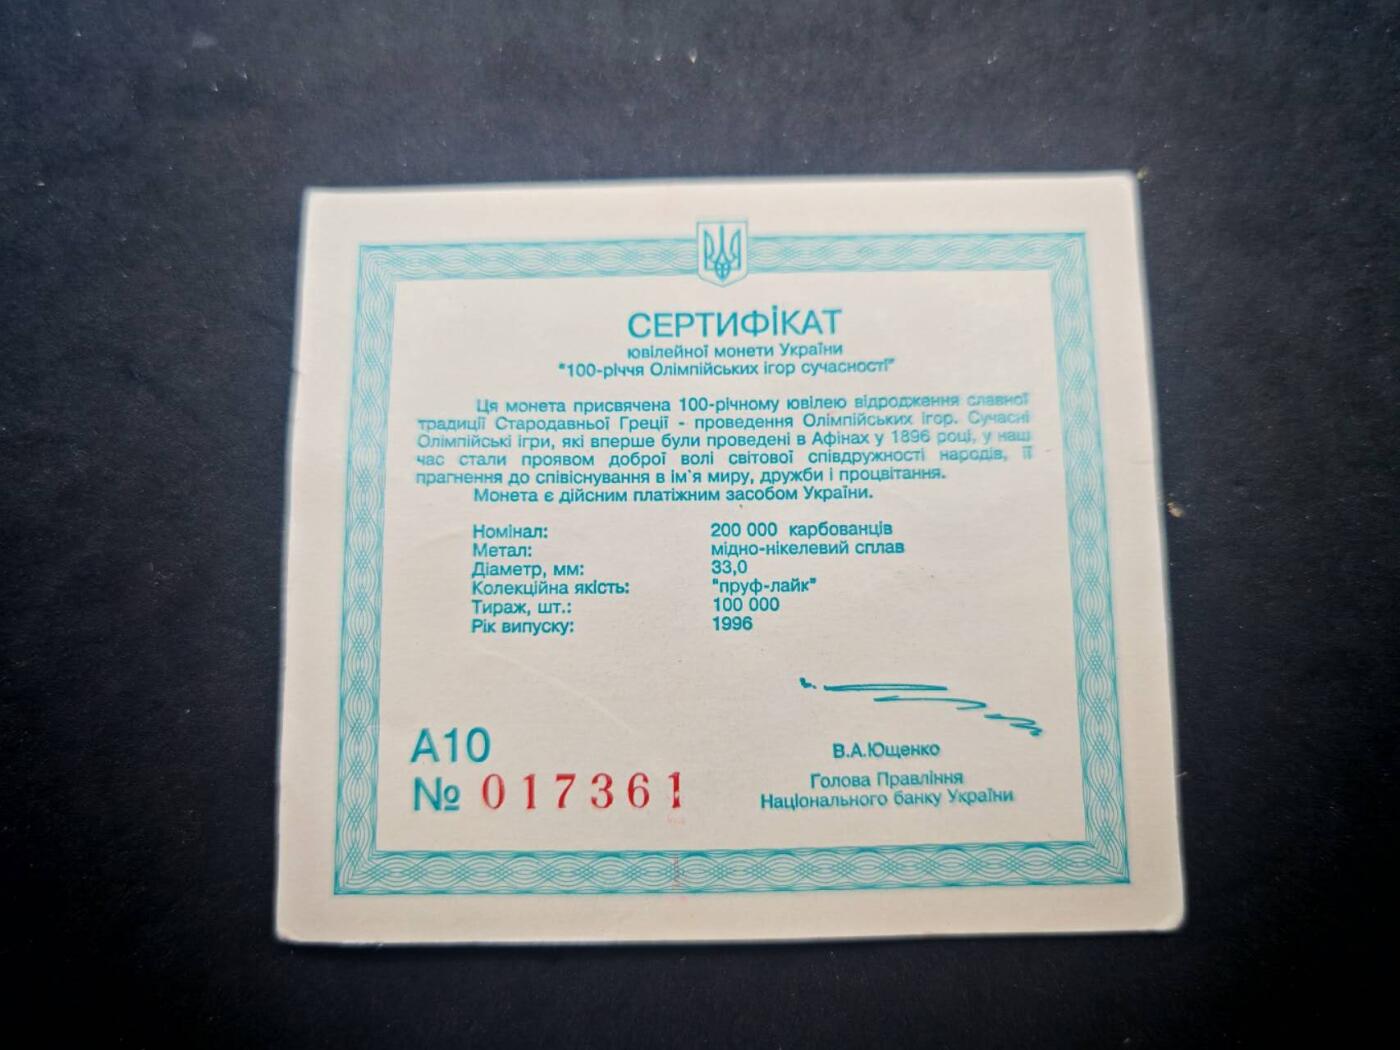 СЕРТИФІКАТ
ювілейної монети України
"100-річчя Олімпійських ігор сучасності"
Ця монета присвячена 100-річному ювілею відродження славної
традиції Стародавньої Греції - проведення Олімпійських ігор. Сучасні
Олімпійські ігри, які вперше були проведені в Афінах у 1896 році, у наш
час стали проявом доброї волі світової співдружності народів, її
прагнення до співіснування в ім'я миру, дружби і процвітання.
Монета є дійсним платіжним засобом України.
Номінал: 200 000 карбованців
Метал: мідно-нікелевий сплав
Діаметр, мм: 33,0
Колекційна якість: "пруф-лайк"
Тираж, шт.: 100 000
Рік випуску: 1996
А10
№ 017361
В.А.Ющенко
Голова Правління
Національного банку України